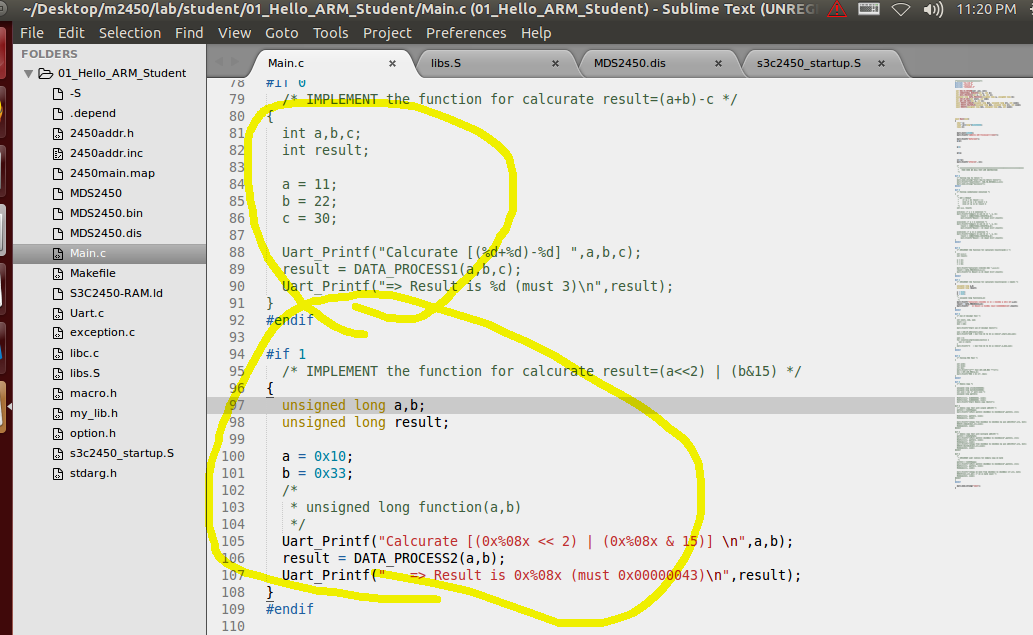 ~/Desktop/m2450/lab/student/01_Hello_ARM_Student/Main.c (01_Hello_ARM_Student) - Sublime Text (UNREG
11:20 PM
File Edit Selection Find View Goto Tools Project Preferences Help
FOLDERS
01_Hello_ARM_Student
-S
.depend
2450addr.h
2450addr.inc
2450main.map
MDS2450
MDS2450.bin
MDS2450.dis
Main.c
Makefile
S3C2450-RAM.ld
Uart.c
exception.c
libc.c
libs.S
macro.h
my_lib.h
option.h
s3c2450_startup.S
stdarg.h
Main.c × libs.S × MDS2450.dis × s3c2450_startup.S ×
78 #if 0
79 /* IMPLEMENT the function for calcurate result=(a+b)-c */
80 {
81 int a,b,c;
82 int result;
83
84 a = 11;
85 b = 22;
86 c = 30;
87
88 Uart_Printf("Calcurate [(%d+%d)-%d] ",a,b,c);
89 result = DATA_PROCESS1(a,b,c);
90 Uart_Printf("=> Result is %d (must 3)\n",result);
91 }
92 #endif
93
94 #if 1
95 /* IMPLEMENT the function for calcurate result=(a<<2) | (b&15) */
96 {
97 unsigned long a,b;
98 unsigned long result;
99
100 a = 0x10;
101 b = 0x33;
102 /*
103 * unsigned long function(a,b)
104 */
105 Uart_Printf("Calcurate [(0x%08x << 2) | (0x%08x & 15)] \n",a,b);
106 result = DATA_PROCESS2(a,b);
107 Uart_Printf("   => Result is 0x%08x (must 0x00000043)\n",result);
108 }
109 #endif
110